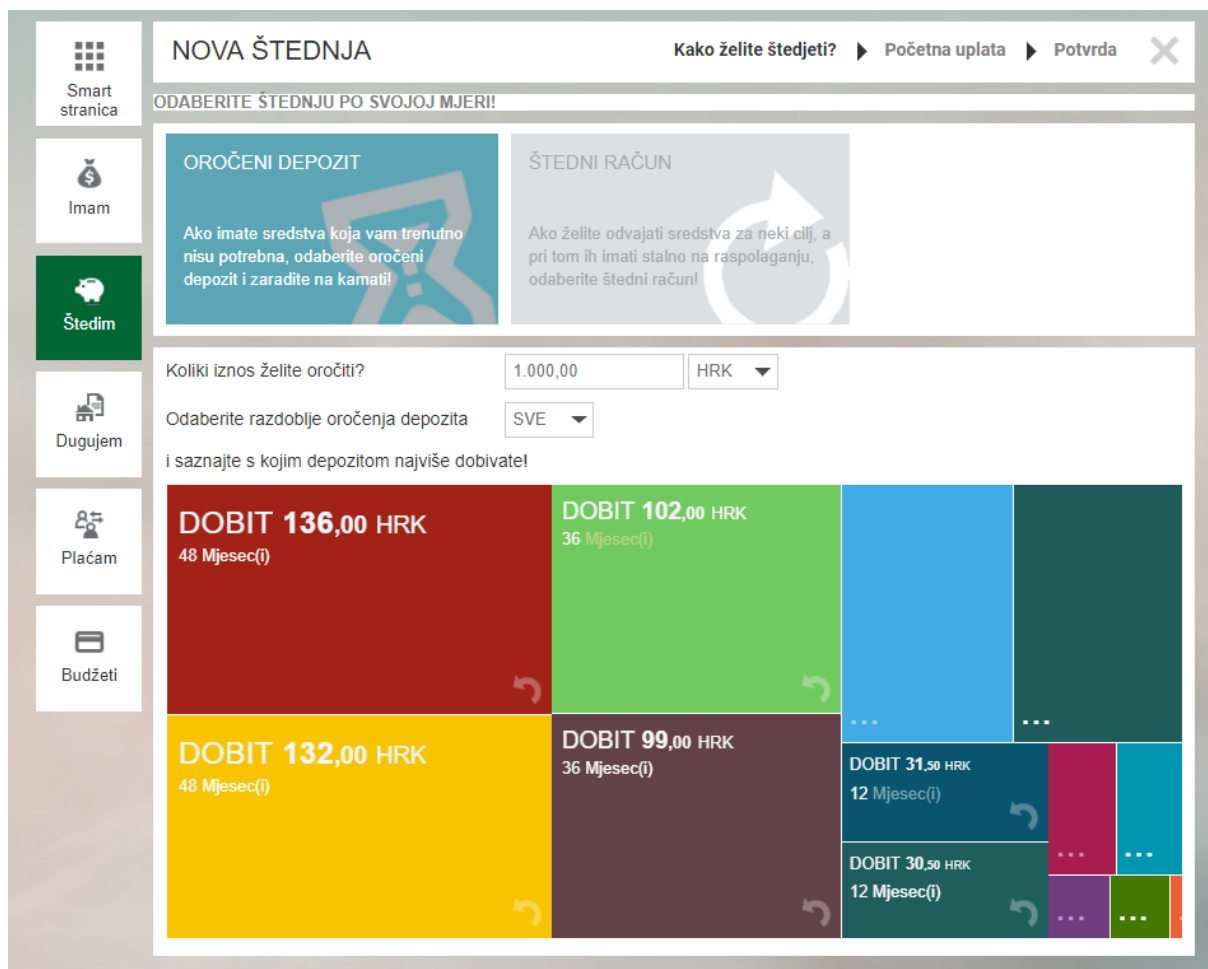 NOVA ŠTEDNJA
Kako želite štedjeti? Početna uplata Potvrda
Smart
stranica
Imam
Štedim
Dugujem
Plaćam
Budžeti
ODABERITE ŠTEDNJU PO SVOJOJ MJERI!
OROČENI DEPOZIT
Ako imate sredstva koja vam trenutno
nisu potrebna, odaberite oročeni
depozit i zaradite na kamati!
ŠTEDNI RAČUN
Ako želite odvajati sredstva za neki cilj, a
pri tom ih imati stalno na raspolaganju,
odaberite štedni račun!
Koliki iznos želite oročiti? 1.000,00 HRK
Odaberite razdoblje oročenja depozita SVE
i saznajte s kojim depozitom najviše dobivate!
DOBIT 136,00 HRK
48 Mjesec(i)
DOBIT 102,00 HRK
36 Mjesec(i)
...
...
DOBIT 132,00 HRK
48 Mjesec(i)
DOBIT 99,00 HRK
36 Mjesec(i)
DOBIT 31,50 HRK
12 Mjesec(i)
DOBIT 30,50 HRK
12 Mjesec(i)
...
...
...
...